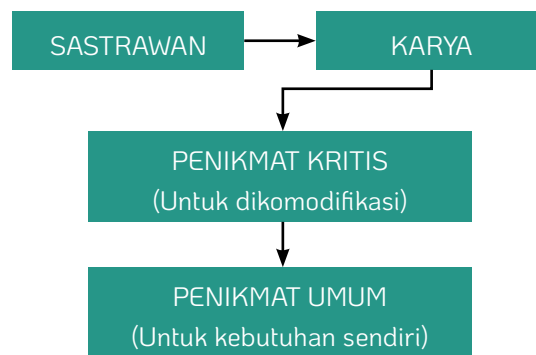 SASTRAWAN
KARYA
PENIKMAT KRITIS
(Untuk dikomodifikasi)
PENIKMAT UMUM
(Untuk kebutuhan sendiri)